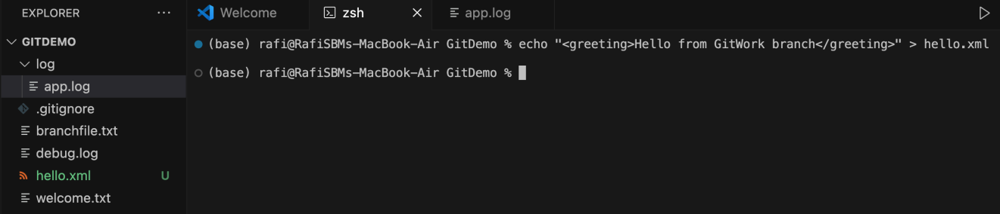 EXPLORER ...
Welcome
zsh
app.log
GITDEMO
log
app.log
.gitignore
branchfile.txt
debug.log
hello.xml U
welcome.txt
(base) rafi@RafiSBMs-MacBook-Air GitDemo % echo "<greeting>Hello from GitWork branch</greeting>" > hello.xml
(base) rafi@RafiSBMs-MacBook-Air GitDemo %